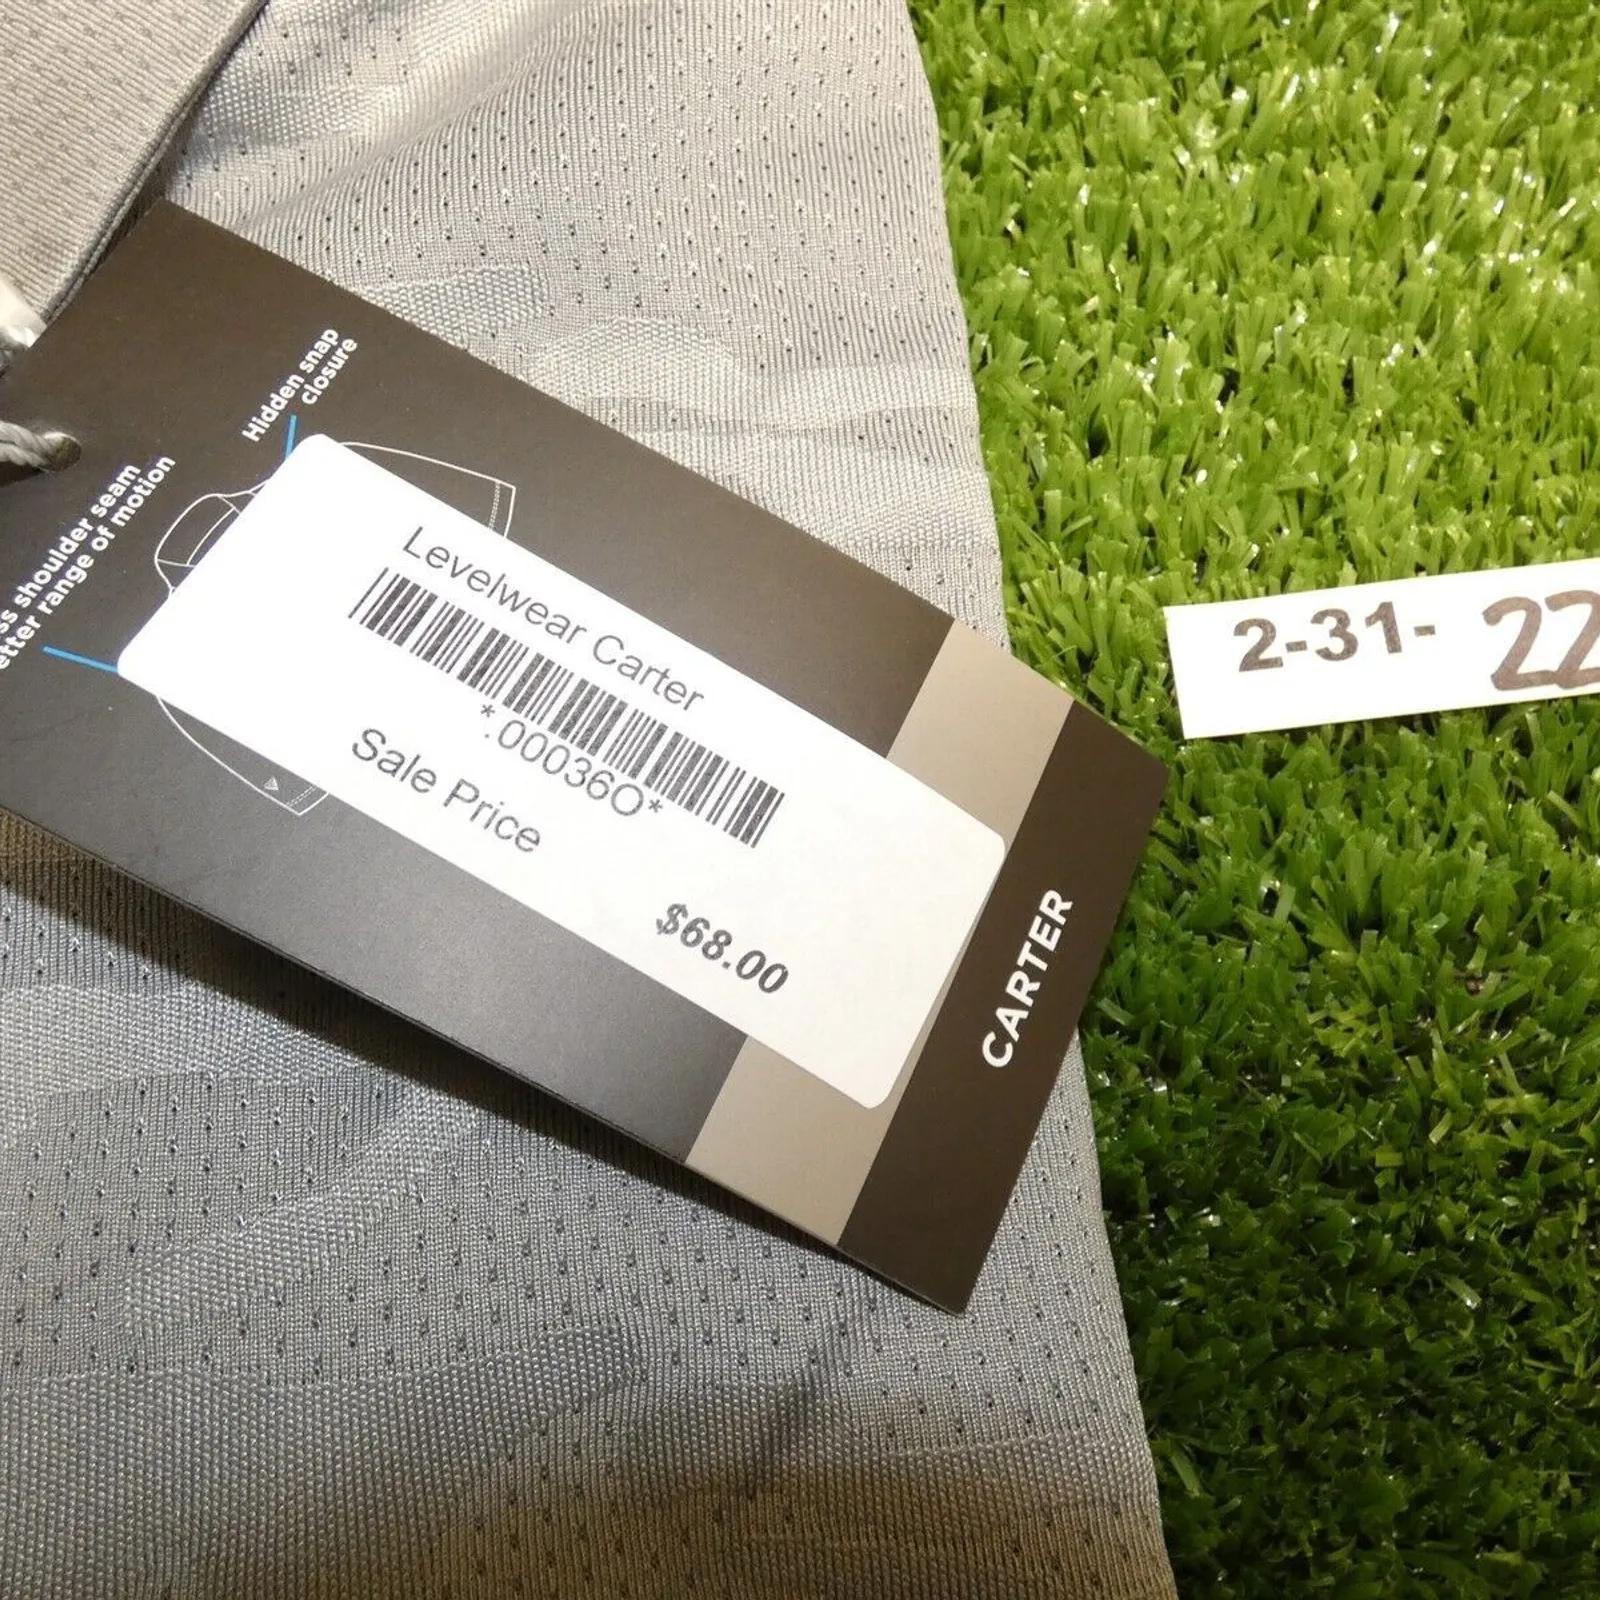 Hidden snap
closure
ss shoulder seam
etter range of motion
Levelwear Carter
*.00036O*
Sale Price
$68.00
CARTER
2-31- 22